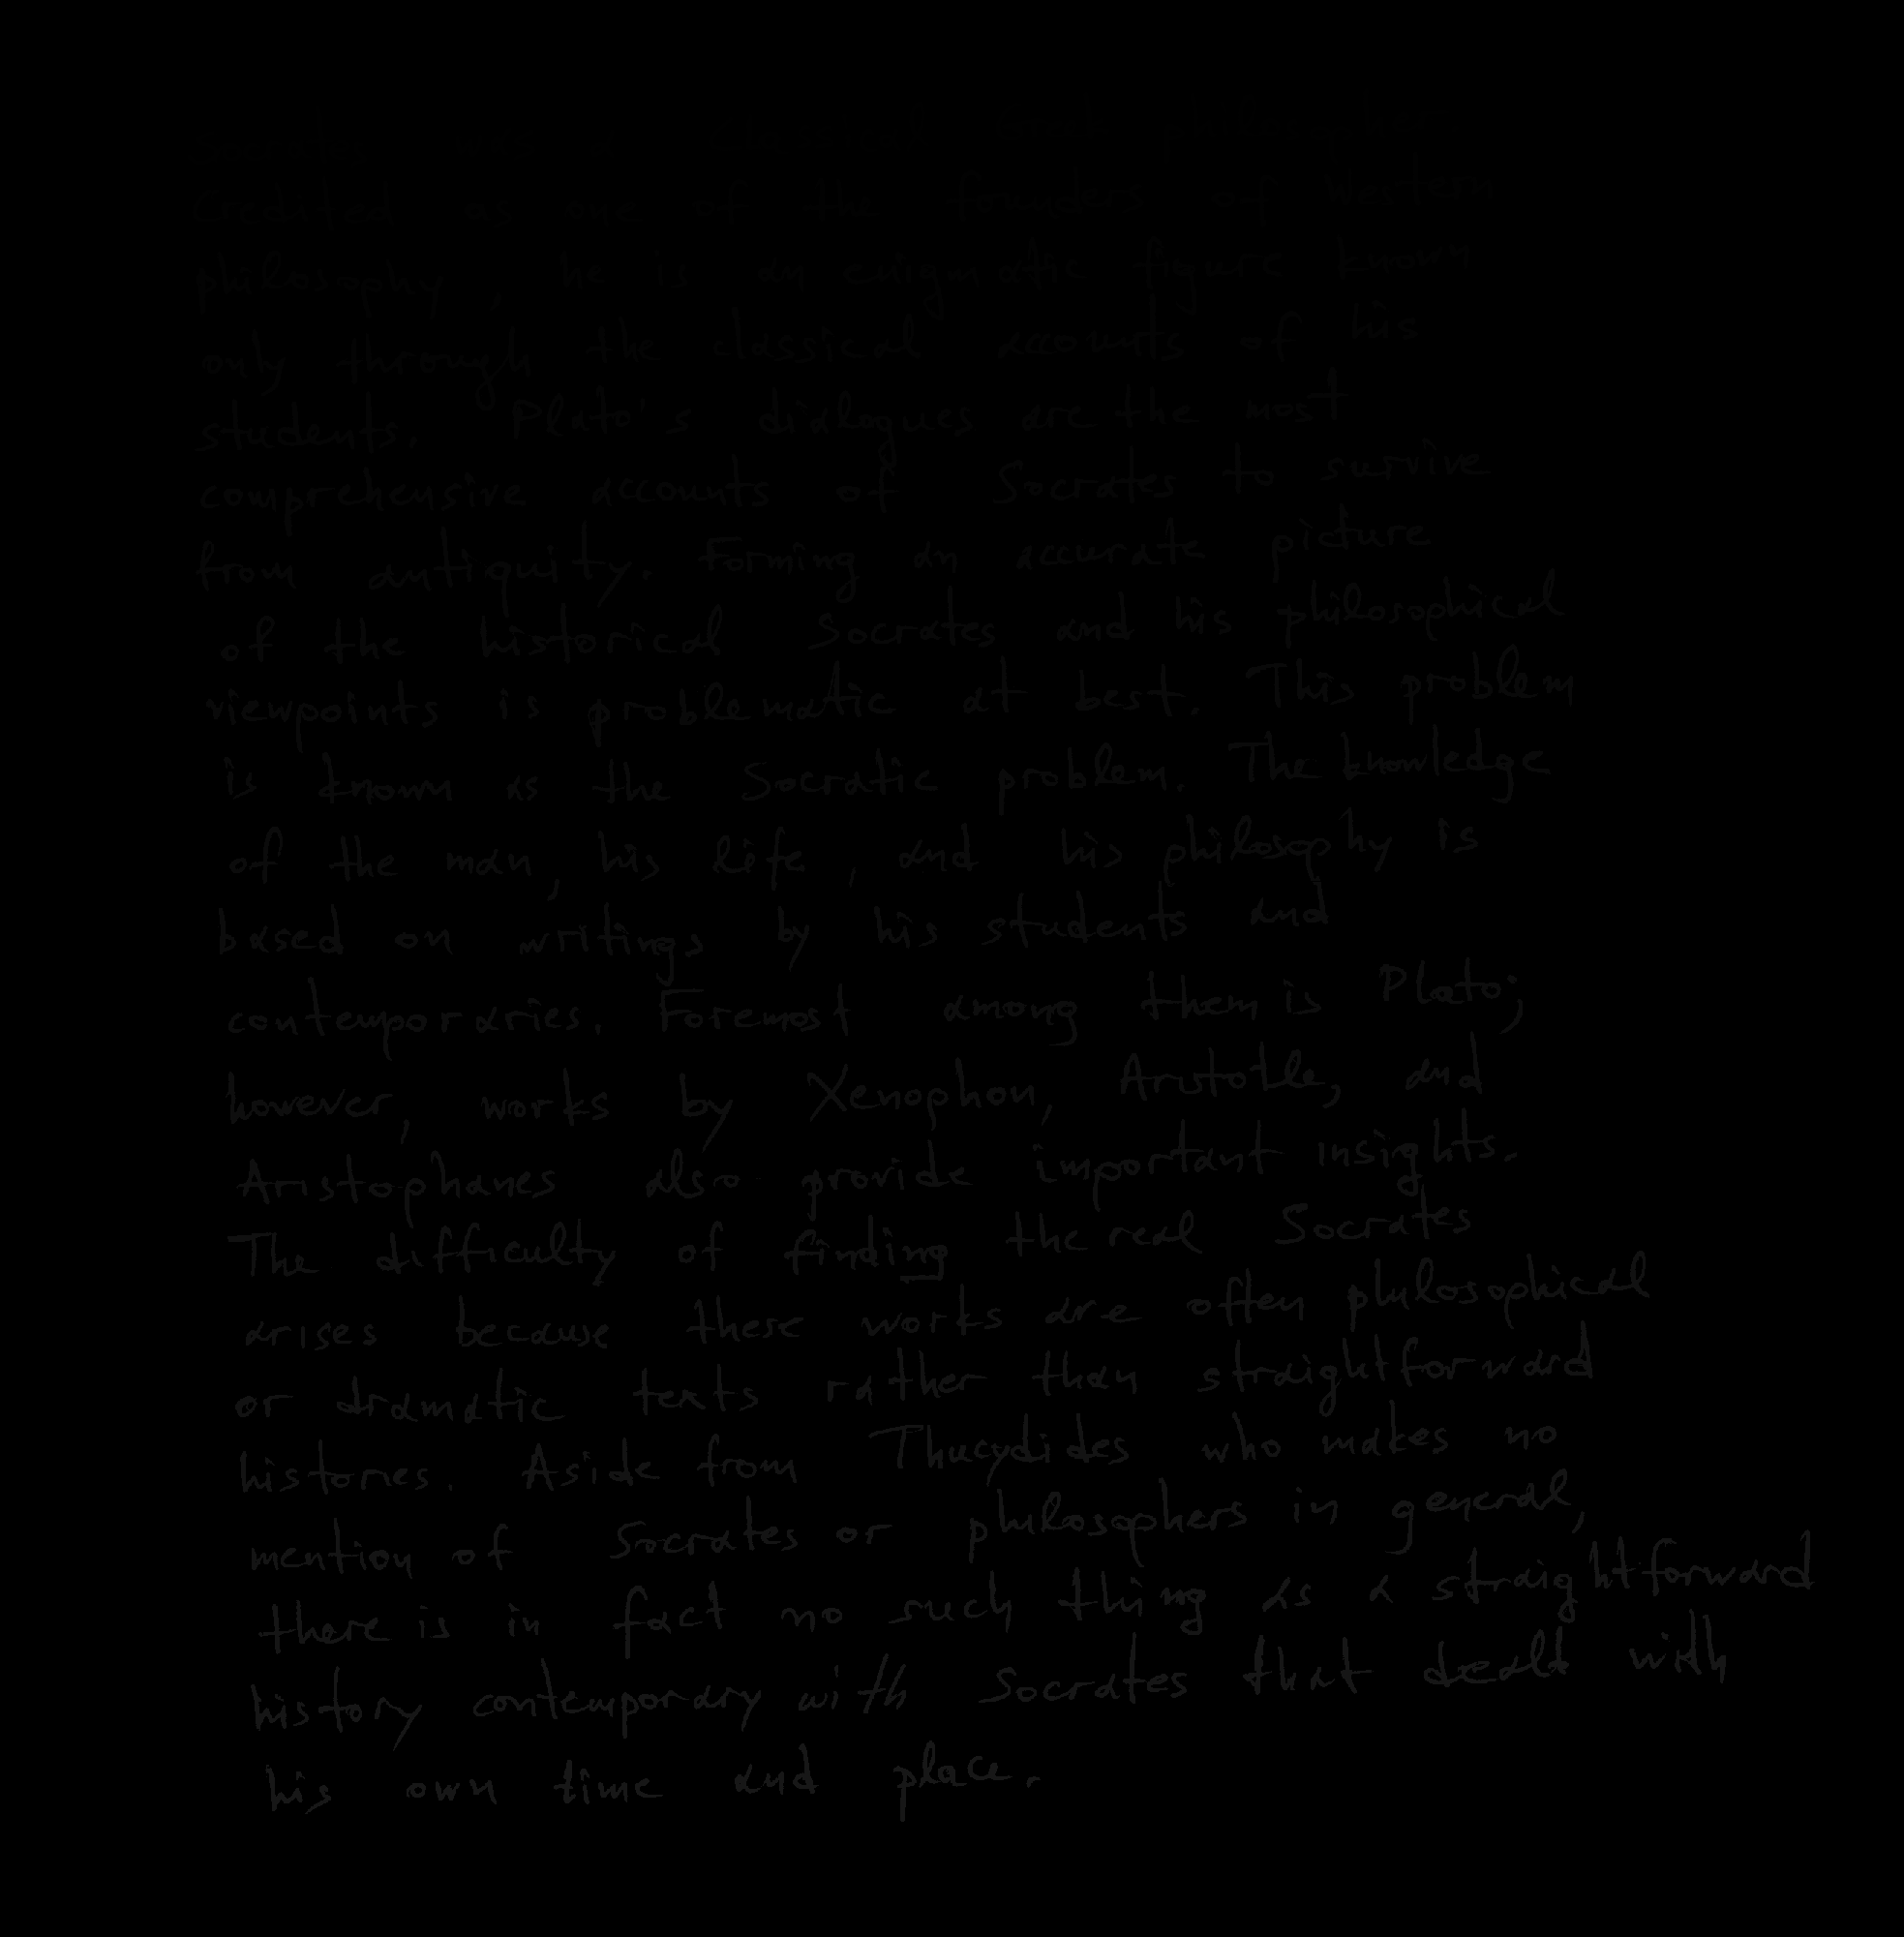 Credited as one of the founders of Western
philosophy, he is an enigmatic figure known
only through the classical accounts of his
students. Plato's dialogues are the most
comprehensive accounts of Socrates to survive
from antiquity. Forming an accurate picture
of the historical Socrates and his philosophical
viewpoints is problematic at best. This problem
is known as the Socratic problem. The knowledge
of the man, his life, and his philosophy is
based on writings by his students and
contemporaries. Foremost among them is Plato;
however, works by Xenophon, Aristotle, and
Aristophanes also provide important insights.
The difficulty of finding the real Socrates
arises because these works are often philosophical
or dramatic texts rather than straightforward
histories. Aside from Thucydides who makes no
mention of Socrates or philosophers in general,
there is in fact no such thing as a straightforward
history contemporary with Socrates that dealt with
his own time and place.